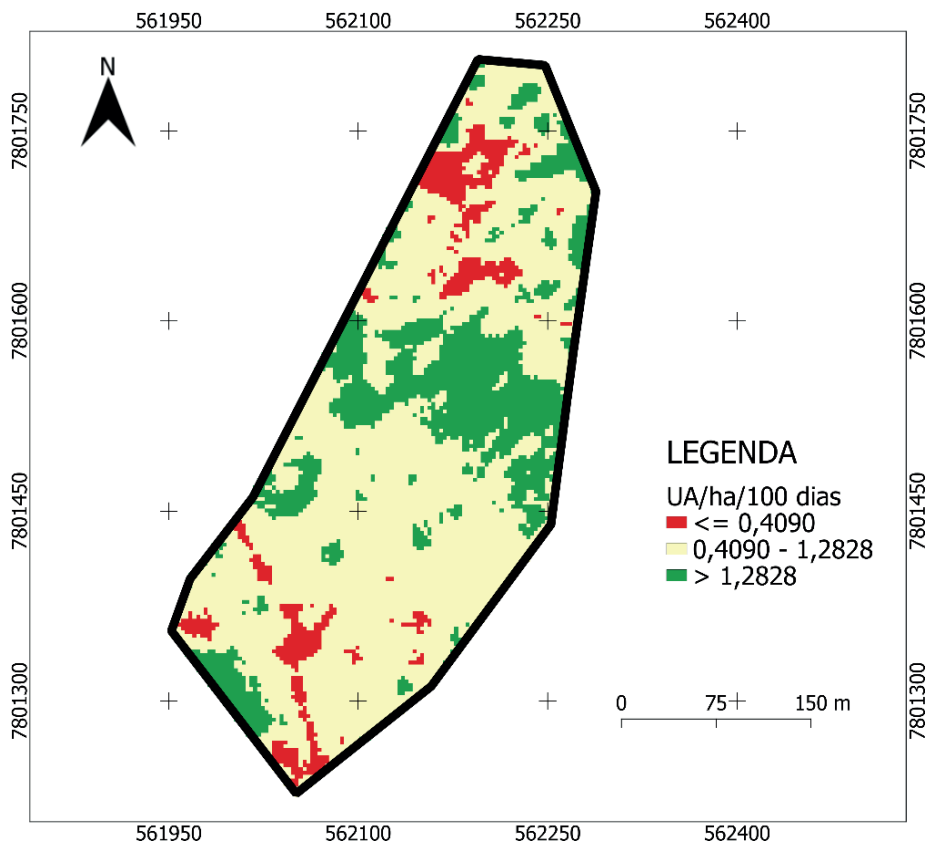 561950 562100 562250 562400
N
7801750 7801750
7801600 7801600
LEGENDA
UA/ha/100 dias
<= 0,4090
0,4090 - 1,2828
> 1,2828
7801450 7801450
7801300 7801300
0 75 150 m
561950 562100 562250 562400